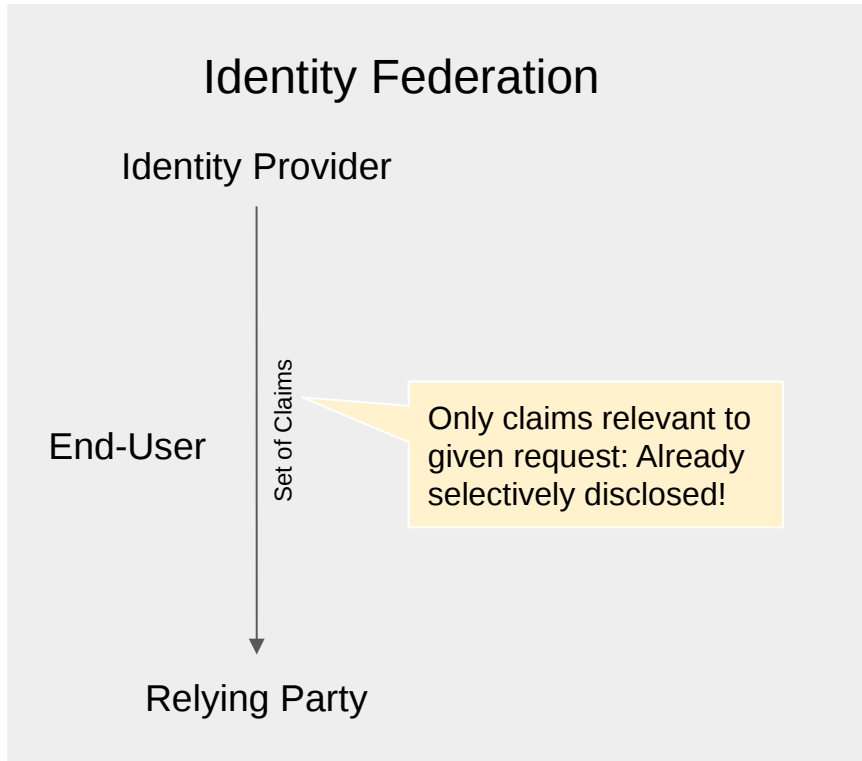 Identity Federation
Identity Provider
Set of Claims
Only claims relevant to
given request: Already
selectively disclosed!
End-User
Relying Party